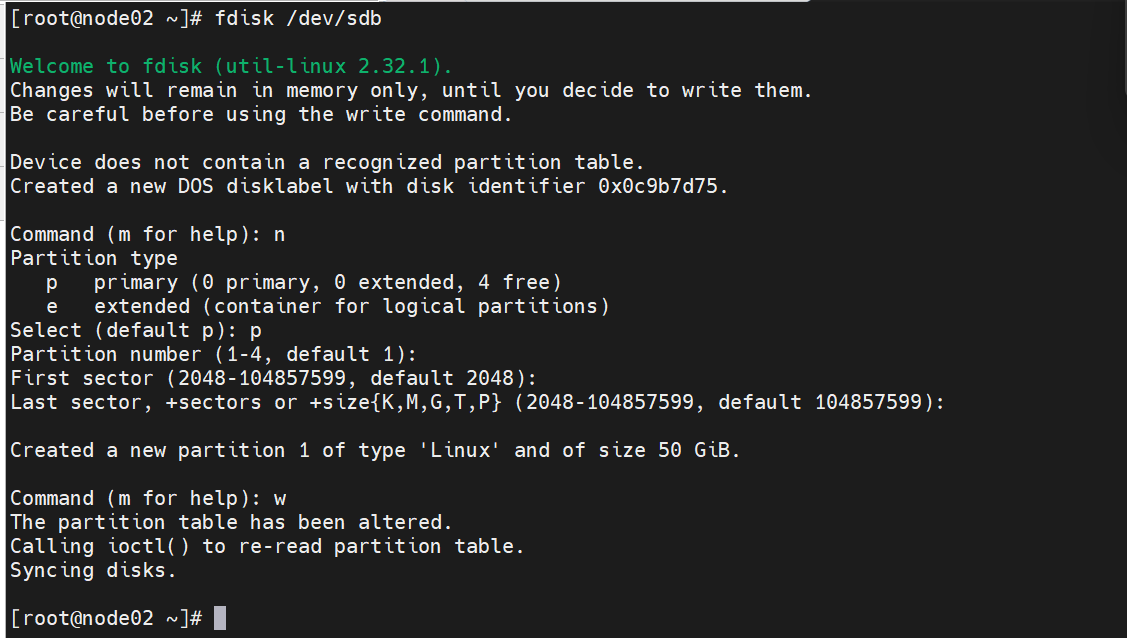 [root@node02 ~]# fdisk /dev/sdb
Welcome to fdisk (util-linux 2.32.1).
Changes will remain in memory only, until you decide to write them.
Be careful before using the write command.
Device does not contain a recognized partition table.
Created a new DOS disklabel with disk identifier 0x0c9b7d75.
Command (m for help): n
Partition type
   p   primary (0 primary, 0 extended, 4 free)
   e   extended (container for logical partitions)
Select (default p): p
Partition number (1-4, default 1):
First sector (2048-104857599, default 2048):
Last sector, +sectors or +size{K,M,G,T,P} (2048-104857599, default 104857599):
Created a new partition 1 of type 'Linux' and of size 50 GiB.
Command (m for help): w
The partition table has been altered.
Calling ioctl() to re-read partition table.
Syncing disks.
[root@node02 ~]#